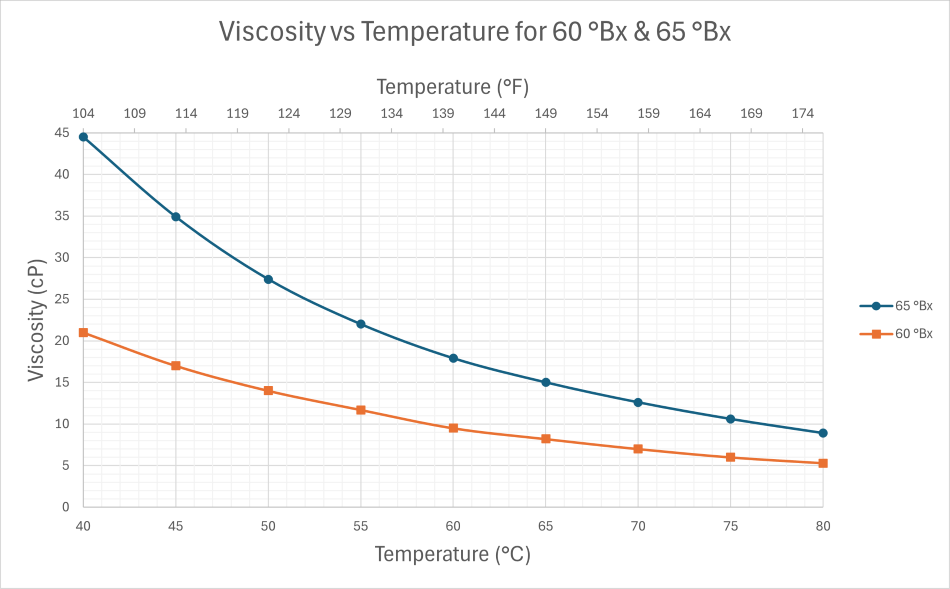 Viscosity vs Temperature for 60 °Bx & 65 °Bx
Temperature (°F)
104 109 114 119 124 129 134 139 144 149 154 159 164 169 174
45
40
35
30
25
20
15
10
5
0
Viscosity (cP)
65 °Bx
60 °Bx
40 45 50 55 60 65 70 75 80
Temperature (°C)